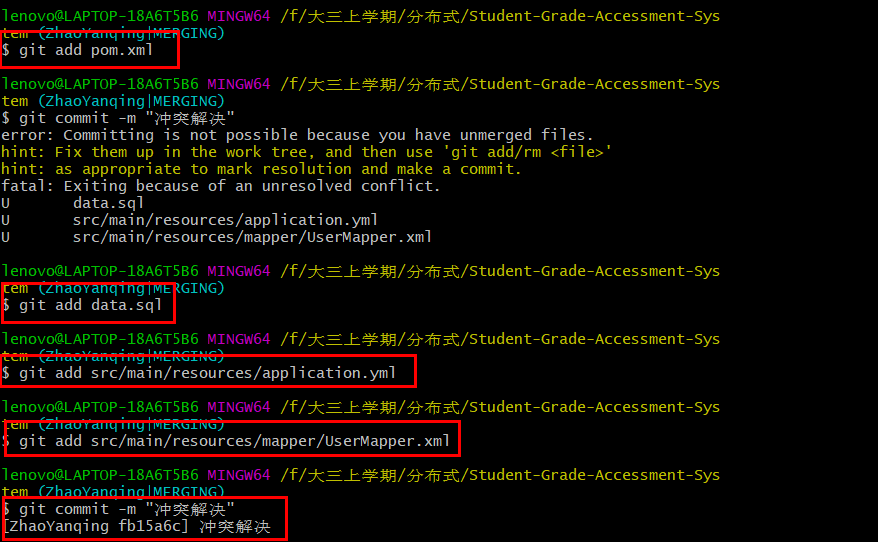 lenovo@LAPTOP-18A6T5B6 MINGW64 /f/大三上学期/分布式/Student-Grade-Accessment-Sys
tem (ZhaoYanqing|MERGING)
$ git add pom.xml
lenovo@LAPTOP-18A6T5B6 MINGW64 /f/大三上学期/分布式/Student-Grade-Accessment-Sys
tem (ZhaoYanqing|MERGING)
$ git commit -m "冲突解决"
error: Committing is not possible because you have unmerged files.
hint: Fix them up in the work tree, and then use 'git add/rm <file>'
hint: as appropriate to mark resolution and make a commit.
fatal: Exiting because of an unresolved conflict.
U       data.sql
U       src/main/resources/application.yml
U       src/main/resources/mapper/UserMapper.xml
lenovo@LAPTOP-18A6T5B6 MINGW64 /f/大三上学期/分布式/Student-Grade-Accessment-Sys
tem (ZhaoYanqing|MERGING)
$ git add data.sql
lenovo@LAPTOP-18A6T5B6 MINGW64 /f/大三上学期/分布式/Student-Grade-Accessment-Sys
tem (ZhaoYanqing|MERGING)
$ git add src/main/resources/application.yml
lenovo@LAPTOP-18A6T5B6 MINGW64 /f/大三上学期/分布式/Student-Grade-Accessment-Sys
tem (ZhaoYanqing|MERGING)
$ git add src/main/resources/mapper/UserMapper.xml
lenovo@LAPTOP-18A6T5B6 MINGW64 /f/大三上学期/分布式/Student-Grade-Accessment-Sys
tem (ZhaoYanqing|MERGING)
$ git commit -m "冲突解决"
[ZhaoYanqing fb15a6c] 冲突解决